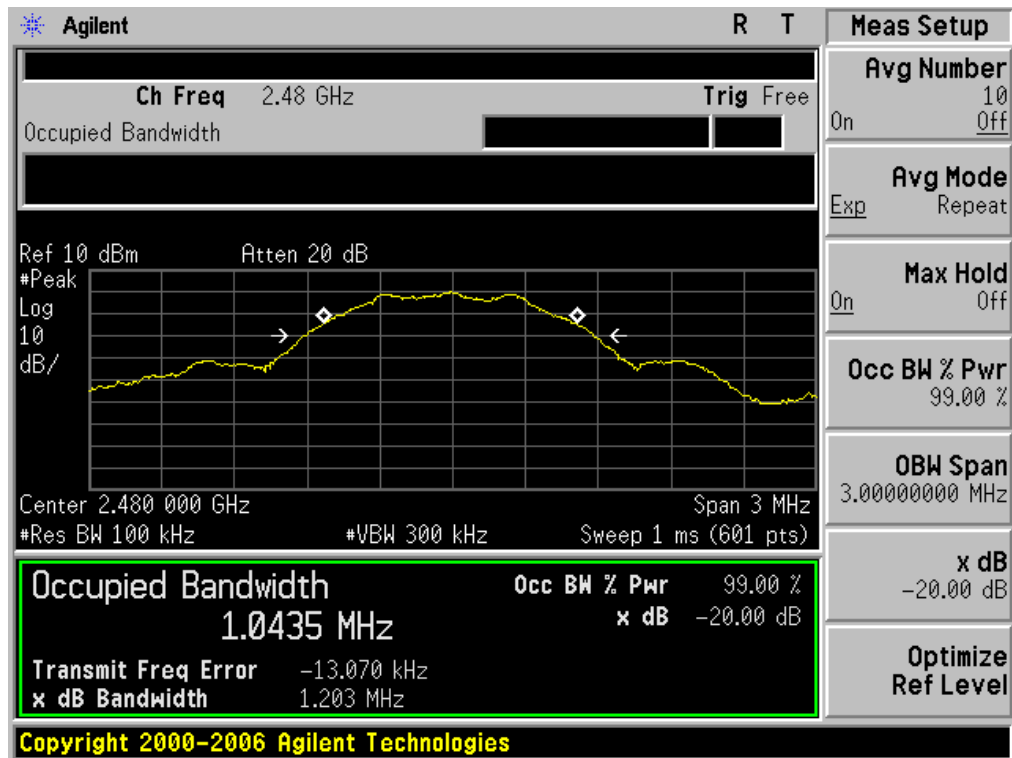 Agilent R T
Ch Freq 2.48 GHz Trig Free
Occupied Bandwidth
Ref 10 dBm Atten 20 dB
#Peak
Log
10
dB/
Center 2.480 000 GHz Span 3 MHz
#Res BW 100 kHz #VBW 300 kHz Sweep 1 ms (601 pts)
Occupied Bandwidth Occ BW % Pwr 99.00 %
1.0435 MHz x dB -20.00 dB
Transmit Freq Error -13.070 kHz
x dB Bandwidth 1.203 MHz
Copyright 2000-2006 Agilent Technologies
Meas Setup
Avg Number
10
On Off
Avg Mode
Exp Repeat
Max Hold
On Off
Occ BW % Pwr
99.00 %
OBW Span
3.00000000 MHz
x dB
-20.00 dB
Optimize
Ref Level